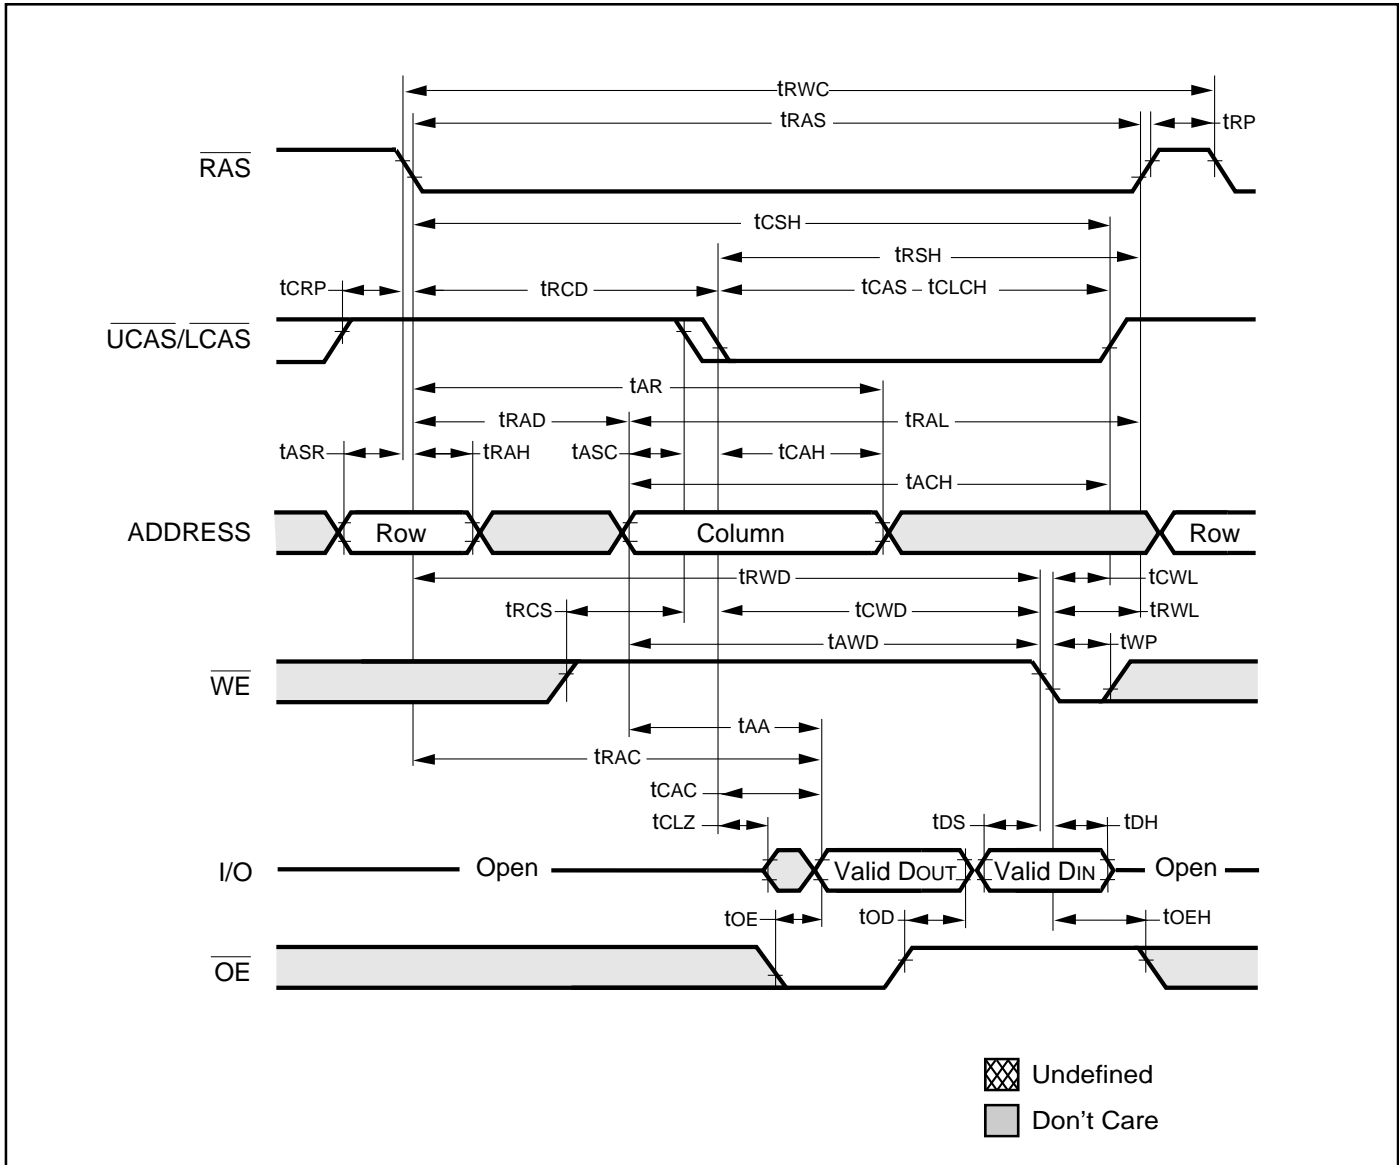 tRWC
tRAS
tRP
RAS
tCSH
tRSH
tCRP
tRCD
tCAS – tCLCH
UCAS/LCAS
tAR
tRAD
tRAL
tASR
tRAH
tASC
tCAH
tACH
ADDRESS
Row
Column
Row
tRWD
tCWL
tRCS
tCWD
tRWL
tAWD
tWP
WE
tAA
tRAC
tCAC
tCLZ
tDS
tDH
I/O
Open
Valid DOUT
Valid DIN
Open
tOE
tOD
tOEH
OE
Undefined
Don't Care